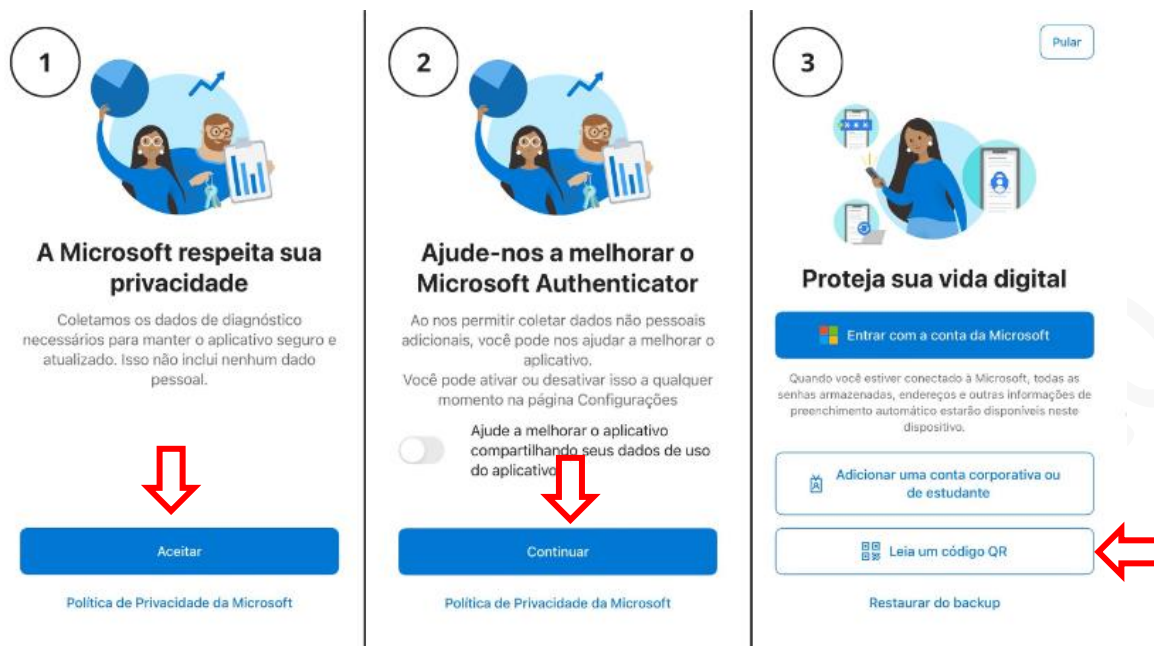 1
A Microsoft respeita sua
privacidade
Coletamos os dados de diagnóstico
necessários para manter o aplicativo seguro e
atualizado. Isso não inclui nenhum dado
pessoal.
Aceitar
Política de Privacidade da Microsoft
2
Ajude-nos a melhorar o
Microsoft Authenticator
Ao nos permitir coletar dados não pessoais
adicionais, você pode nos ajudar a melhorar o
aplicativo.
Você pode ativar ou desativar isso a qualquer
momento na página Configurações
Ajude a melhorar o aplicativo
compartilhando seus dados de uso
do aplicativo
Continuar
Política de Privacidade da Microsoft
3
Pular
Proteja sua vida digital
Entrar com a conta da Microsoft
Quando você estiver conectado à Microsoft, todas as
senhas armazenadas, endereços e outras informações de
preenchimento automático estarão disponíveis neste
dispositivo.
Adicionar uma conta corporativa ou
de estudante
Leia um código QR
Restaurar do backup